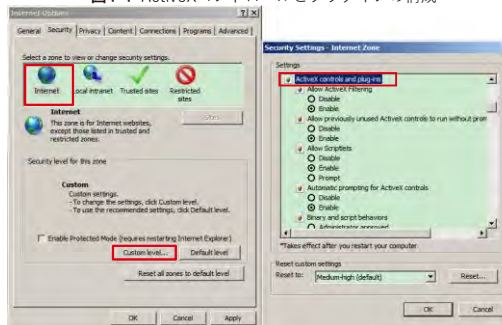 Internet Options
General Security Privacy Content Connections Programs Advanced
Select a zone to view or change security settings.
Internet Local intranet Trusted sites Restricted sites
Internet
This zone is for Internet websites,
except those listed in trusted and
restricted zones.
Sites
Security level for this zone
Custom
Custom settings.
- To change the settings, click Custom level.
- To use the recommended settings, click Default level.
Enable Protected Mode (requires restarting Internet Explorer)
Custom level... Default level
Reset all zones to default level
OK Cancel Apply
Security Settings - Internet Zone
Settings
ActiveX controls and plug-ins
Allow ActiveX Filtering
Disable
Enable
Allow previously unused ActiveX controls to run without prom
Disable
Enable
Allow Scriptlets
Disable
Enable
Prompt
Automatic prompting for ActiveX controls
Disable
Enable
Binary and script behaviors
Administrator approved
*Takes effect after you restart your computer
Reset custom settings
Reset to: Medium-high (default) Reset...
OK Cancel